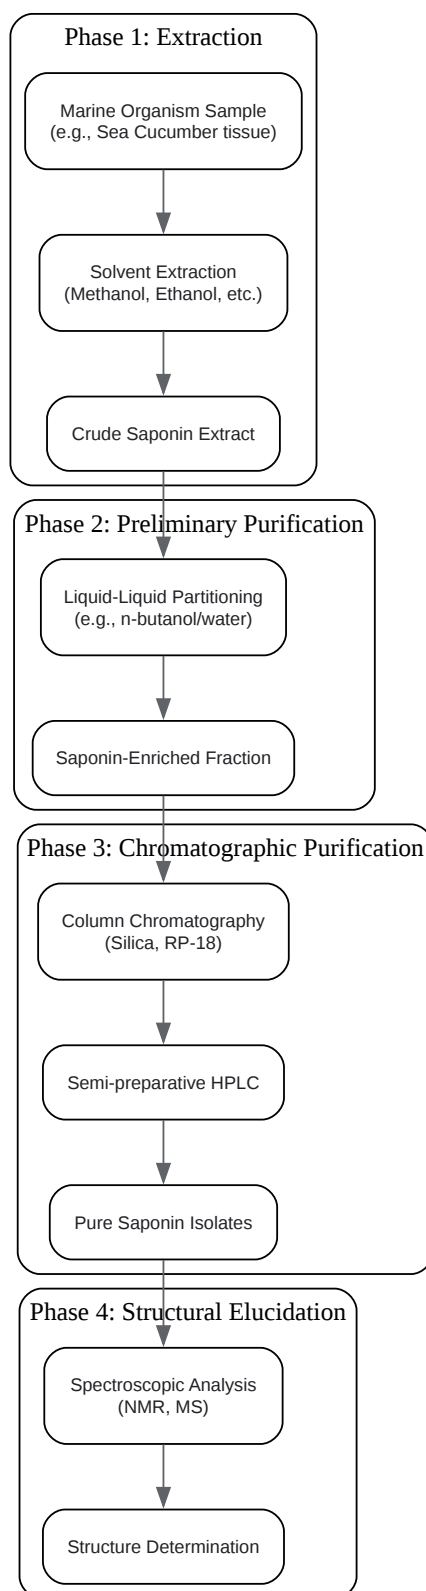 Phase 1: Extraction
Marine Organism Sample
(e.g., Sea Cucumber tissue)
Solvent Extraction
(Methanol, Ethanol, etc.)
Crude Saponin Extract
Phase 2: Preliminary Purification
Liquid-Liquid Partitioning
(e.g., n-butanol/water)
Saponin-Enriched Fraction
Phase 3: Chromatographic Purification
Column Chromatography
(Silica, RP-18)
Semi-preparative HPLC
Pure Saponin Isolates
Phase 4: Structural Elucidation
Spectroscopic Analysis
(NMR, MS)
Structure Determination